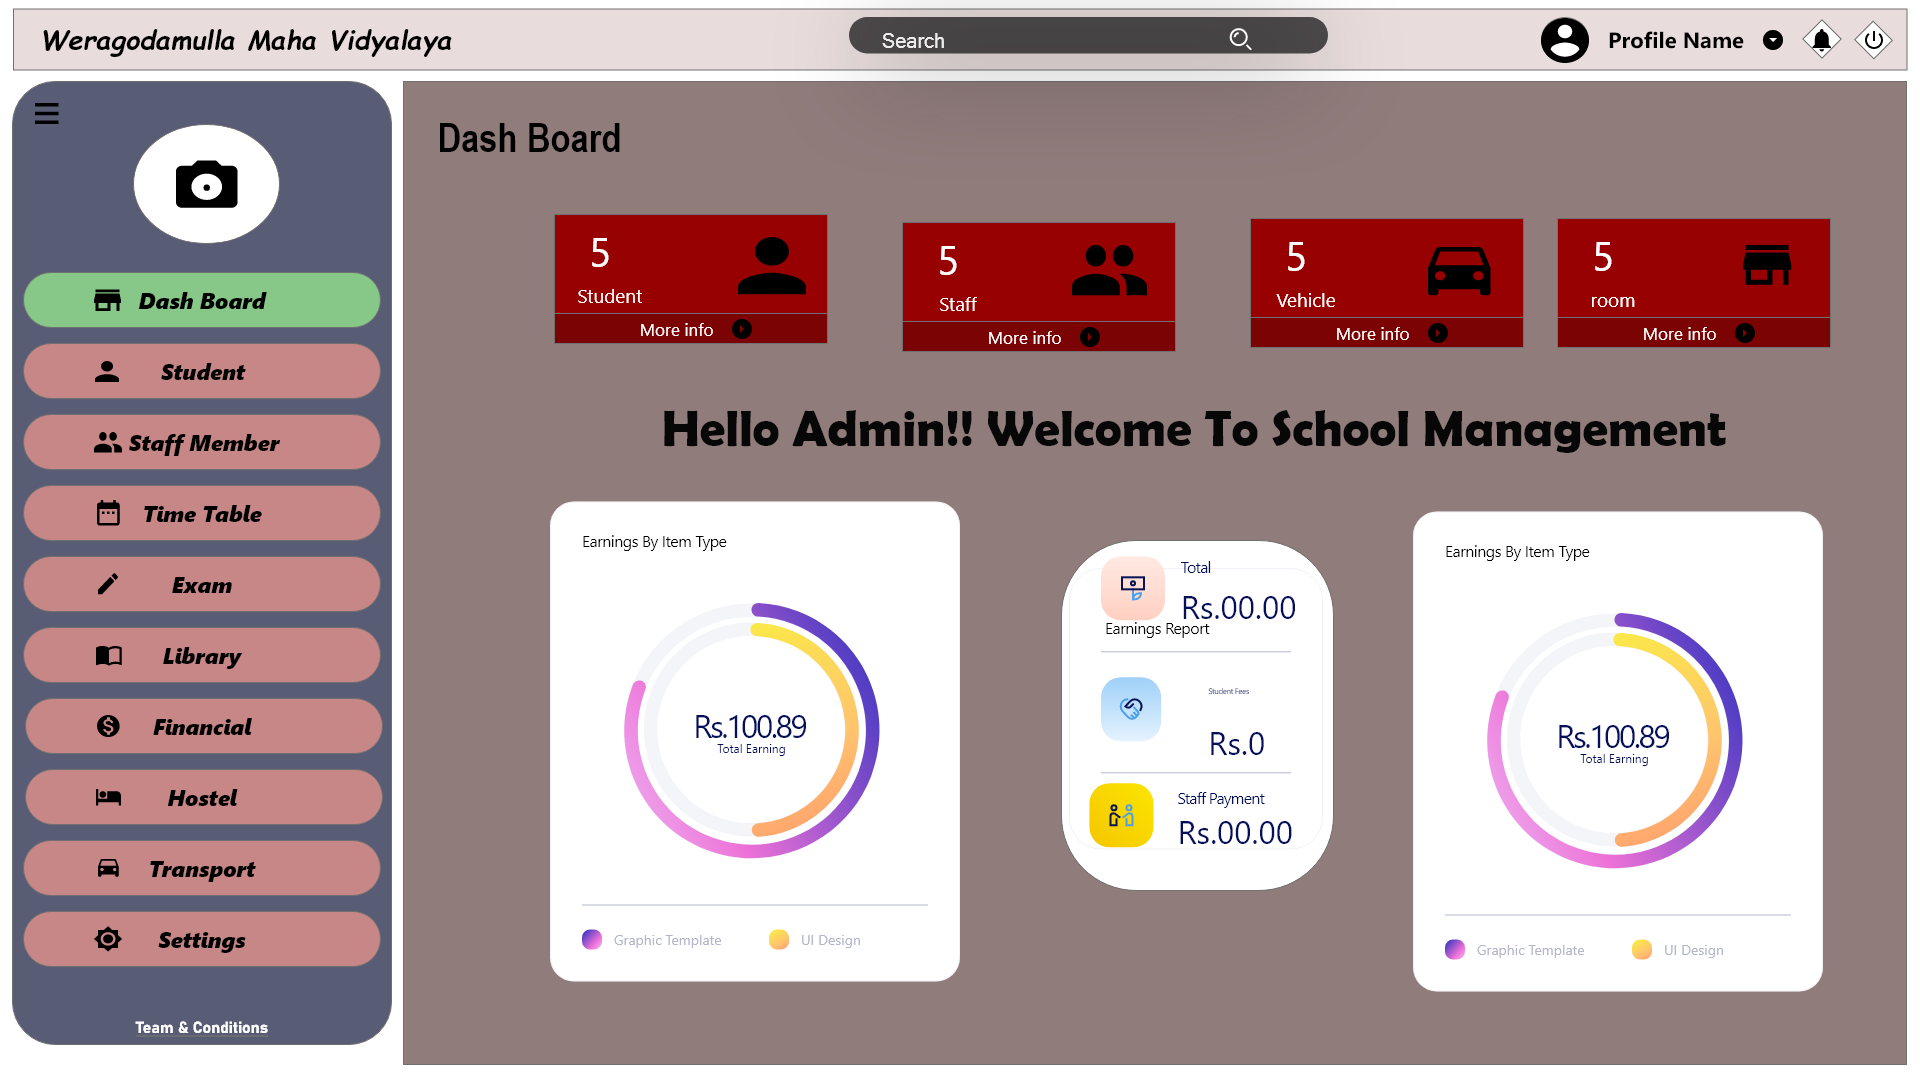 Weragodamulla Maha Vidyalaya
Search
Profile Name
Dash Board
Student
Staff Member
Time Table
Exam
Library
Financial
Hostel
Transport
Settings
Team & Conditions
Dash Board
5
Student
More info
5
Staff
More info
5
Vehicle
More info
5
room
More info
Hello Admin!! Welcome To School Management
Earnings By Item Type
Rs.100.89
Total Earning
Graphic Template
UI Design
Total
Rs.00.00
Earnings Report
Student Fees
Rs.0
Staff Payment
Rs.00.00
Earnings By Item Type
Rs.100.89
Total Earning
Graphic Template
UI Design